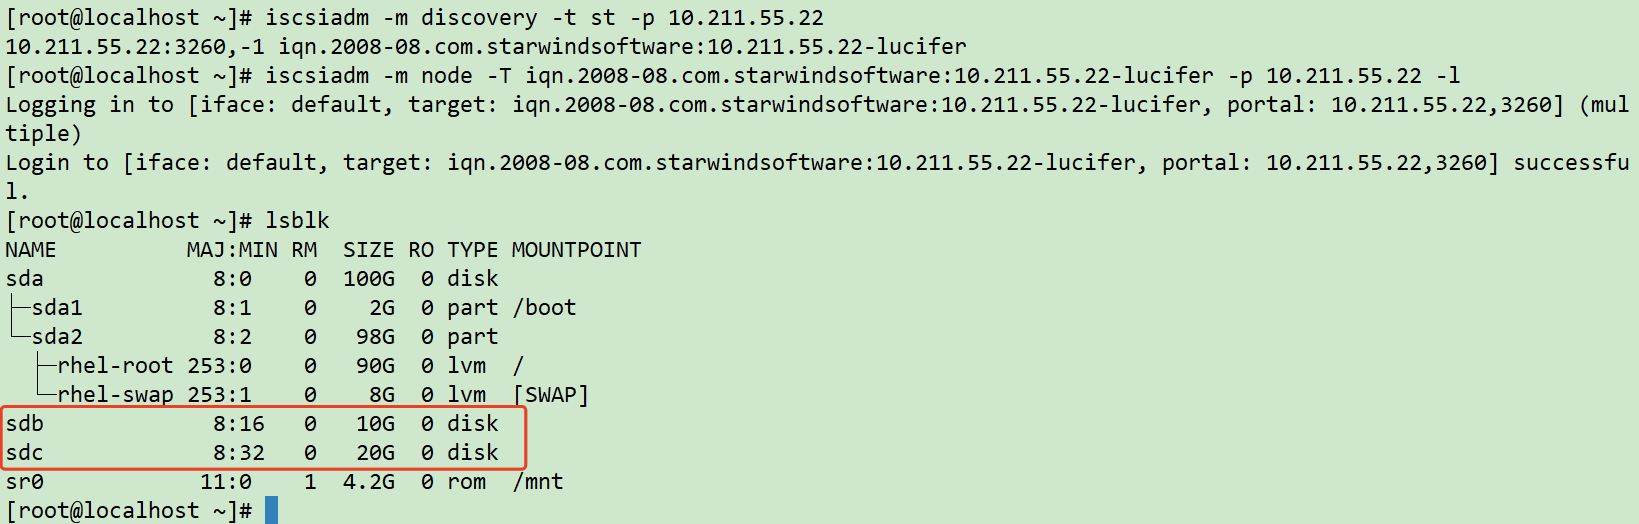 [root@localhost ~]# iscsiadm -m discovery -t st -p 10.211.55.22
10.211.55.22:3260,-1 iqn.2008-08.com.starwindsoftware:10.211.55.22-lucifer
[root@localhost ~]# iscsiadm -m node -T iqn.2008-08.com.starwindsoftware:10.211.55.22-lucifer -p 10.211.55.22 -l
Logging in to [iface: default, target: iqn.2008-08.com.starwindsoftware:10.211.55.22-lucifer, portal: 10.211.55.22,3260] (mul
tiple)
Login to [iface: default, target: iqn.2008-08.com.starwindsoftware:10.211.55.22-lucifer, portal: 10.211.55.22,3260] successfu
l.
[root@localhost ~]# lsblk
NAME          MAJ:MIN RM  SIZE RO TYPE MOUNTPOINT
sda             8:0    0  100G  0 disk
├─sda1          8:1    0    2G  0 part /boot
└─sda2          8:2    0   98G  0 part
  ├─rhel-root 253:0    0   90G  0 lvm  /
  └─rhel-swap 253:1    0    8G  0 lvm  [SWAP]
sdb             8:16   0   10G  0 disk
sdc             8:32   0   20G  0 disk
sr0            11:0    1  4.2G  0 rom  /mnt
[root@localhost ~]#